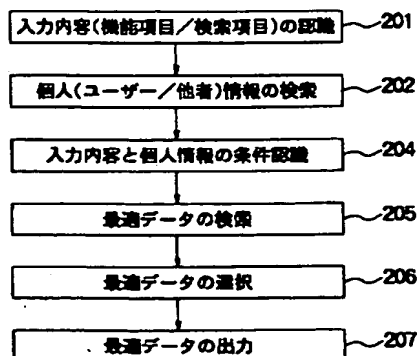 入力内容(機能項目/検索項目)の認識 201
個人(ユーザー/他者)情報の検索 202
入力内容と個人情報の条件認識 204
最適データの検索 205
最適データの選択 206
最適データの出力 207